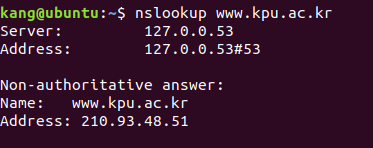 kang@ubuntu:~$ nslookup www.kpu.ac.kr
Server:         127.0.0.53
Address:        127.0.0.53#53

Non-authoritative answer:
Name:   www.kpu.ac.kr
Address: 210.93.48.51